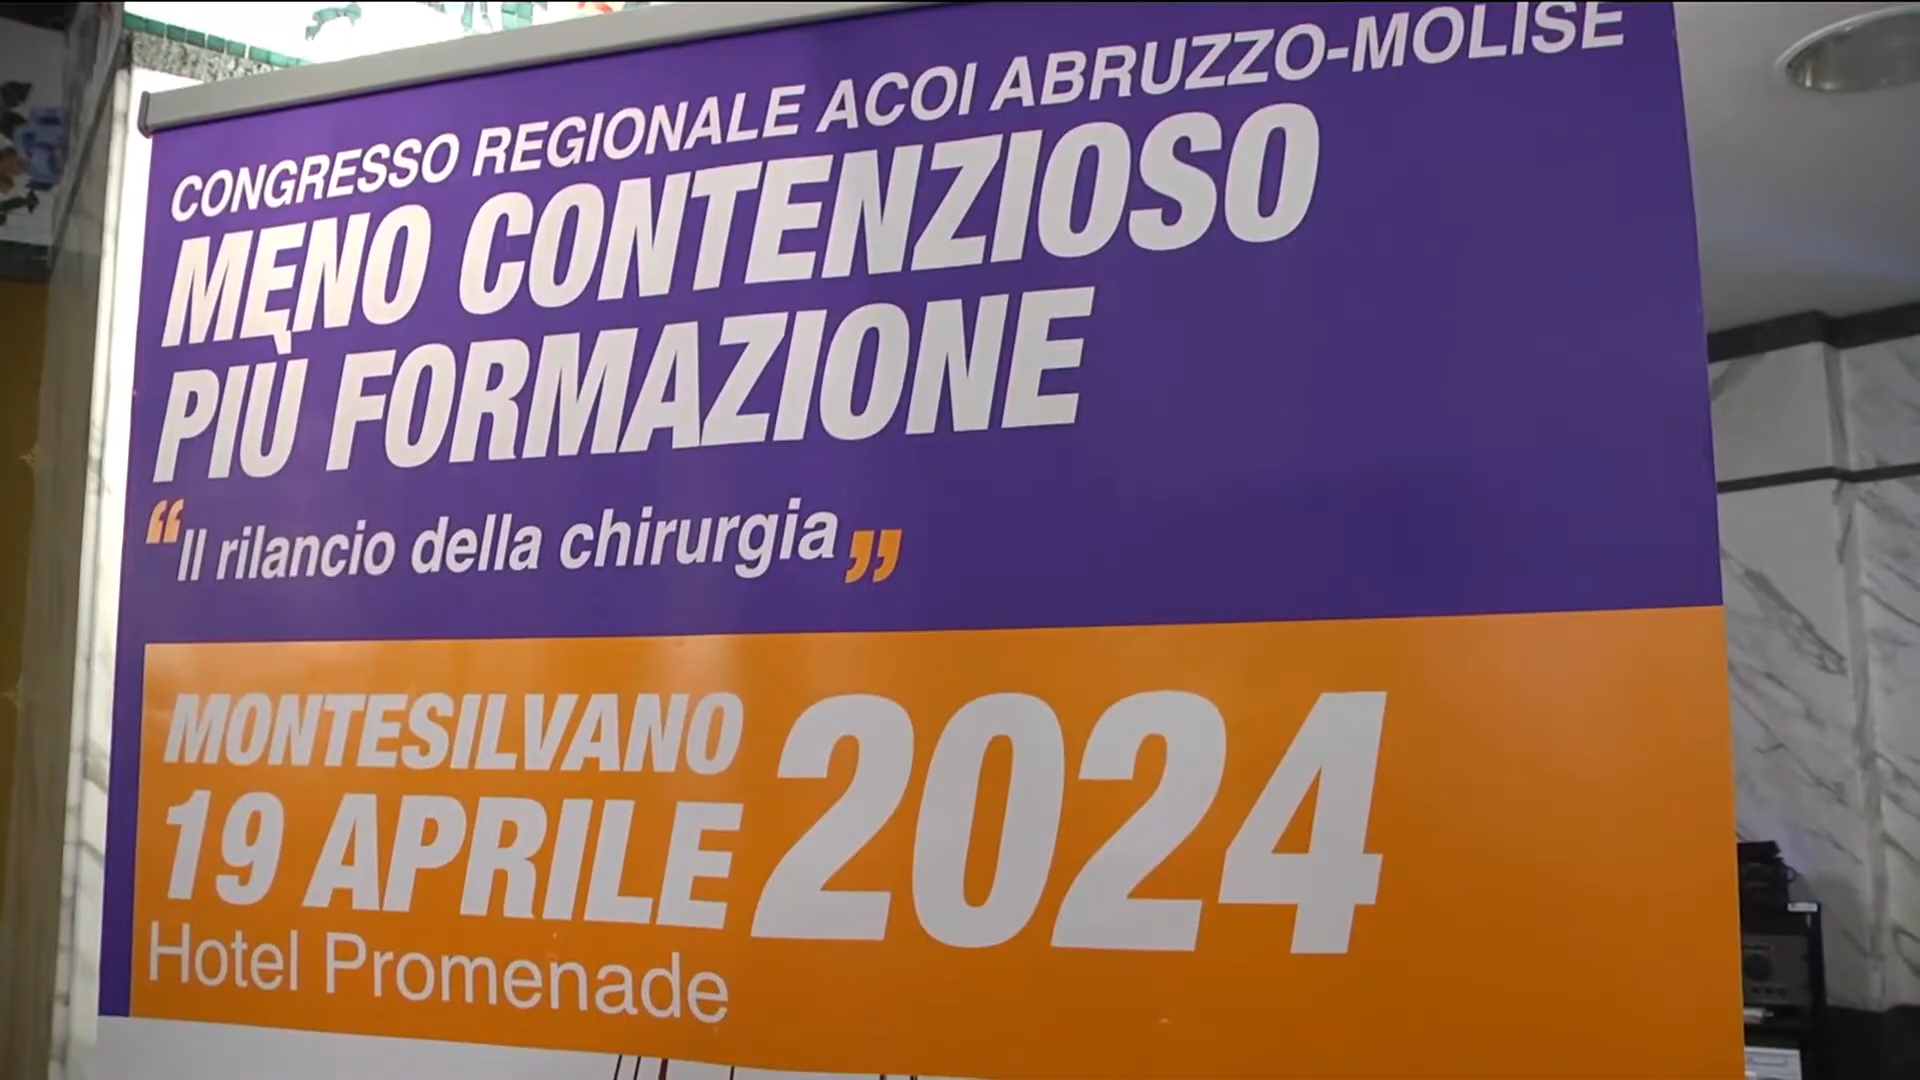 CONGRESSO REGIONALE ACOI ABRUZZO-MOLISE
MENO CONTENZIOSO
PIÙ FORMAZIONE
“Il rilancio della chirurgia”
MONTESILVANO
19 APRILE 2024
Hotel Promenade